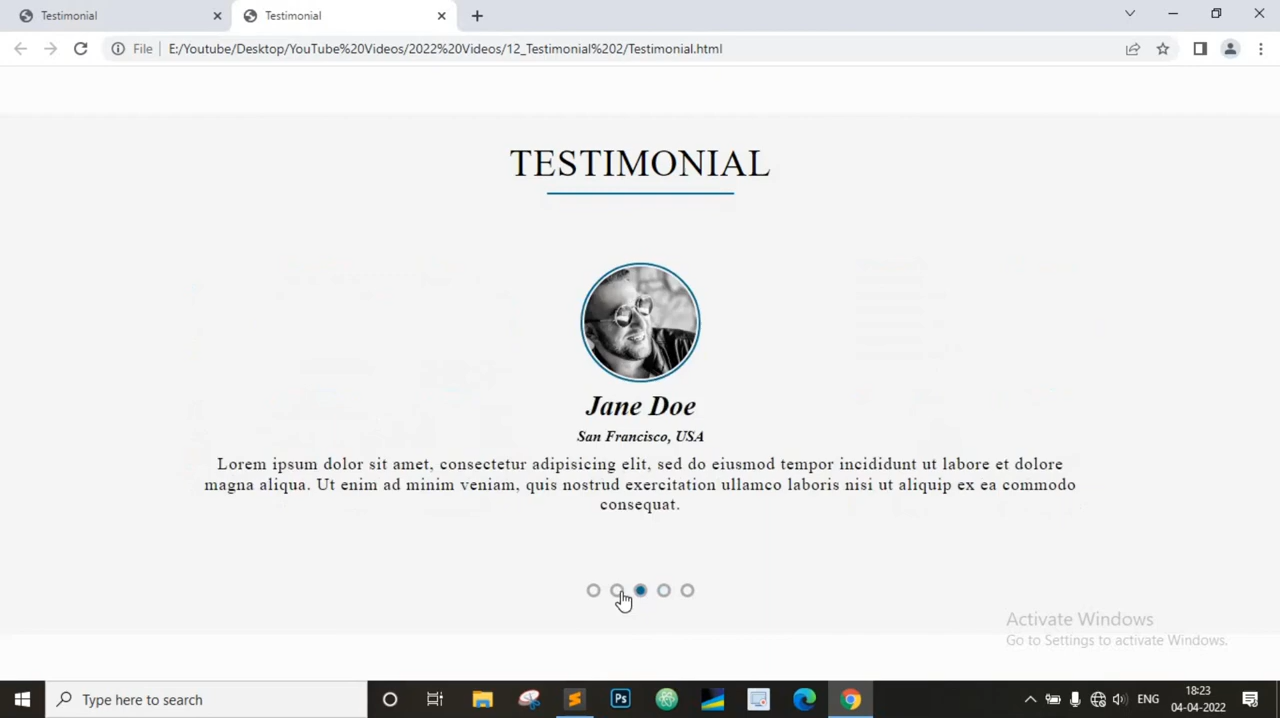 Testimonial
Testimonial
File
E:/Youtube/Desktop/YouTube%20Videos/2022%20Videos/12_Testimonial%202/Testimonial.html
TESTIMONIAL
Jane Doe
San Francisco, USA
Lorem ipsum dolor sit amet, consectetur adipisicing elit, sed do eiusmod tempor incididunt ut labore et dolore
magna aliqua. Ut enim ad minim veniam, quis nostrud exercitation ullamco laboris nisi ut aliquip ex ea commodo
consequat.
Activate Windows
Go to Settings to activate Windows.
Type here to search
Ps
ENG
18:23
04-04-2022